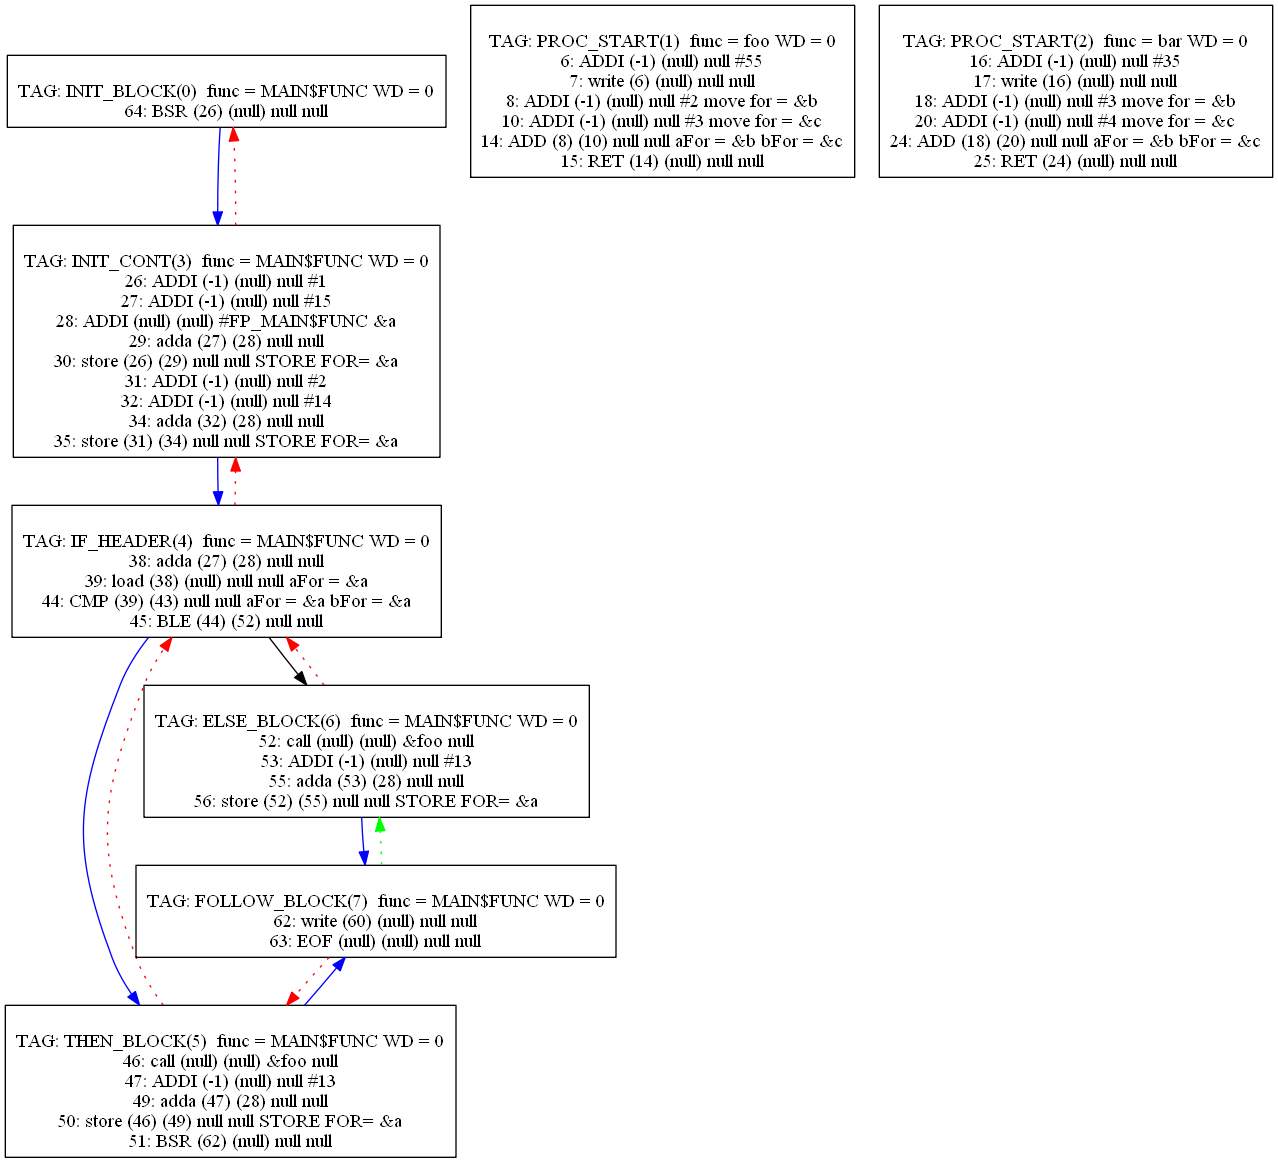 TAG: INIT_BLOCK(0) func = MAIN$FUNC WD = 0
64: BSR (26) (null) null null
TAG: PROC_START(1) func = foo WD = 0
6: ADDI (-1) (null) null #55
7: write (6) (null) null null
8: ADDI (-1) (null) null #2 move for = &b
10: ADDI (-1) (null) null #3 move for = &c
14: ADD (8) (10) null null aFor = &b bFor = &c
15: RET (14) (null) null null
TAG: PROC_START(2) func = bar WD = 0
16: ADDI (-1) (null) null #35
17: write (16) (null) null null
18: ADDI (-1) (null) null #3 move for = &b
20: ADDI (-1) (null) null #4 move for = &c
24: ADD (18) (20) null null aFor = &b bFor = &c
25: RET (24) (null) null null
TAG: INIT_CONT(3) func = MAIN$FUNC WD = 0
26: ADDI (-1) (null) null #1
27: ADDI (-1) (null) null #15
28: ADDI (null) (null) #FP_MAIN$FUNC &a
29: adda (27) (28) null null
30: store (26) (29) null null STORE FOR= &a
31: ADDI (-1) (null) null #2
32: ADDI (-1) (null) null #14
34: adda (32) (28) null null
35: store (31) (34) null null STORE FOR= &a
TAG: IF_HEADER(4) func = MAIN$FUNC WD = 0
38: adda (27) (28) null null
39: load (38) (null) null null aFor = &a
44: CMP (39) (43) null null aFor = &a bFor = &a
45: BLE (44) (52) null null
TAG: ELSE_BLOCK(6) func = MAIN$FUNC WD = 0
52: call (null) (null) &foo null
53: ADDI (-1) (null) null #13
55: adda (53) (28) null null
56: store (52) (55) null null STORE FOR= &a
TAG: FOLLOW_BLOCK(7) func = MAIN$FUNC WD = 0
62: write (60) (null) null null
63: EOF (null) (null) null null
TAG: THEN_BLOCK(5) func = MAIN$FUNC WD = 0
46: call (null) (null) &foo null
47: ADDI (-1) (null) null #13
49: adda (47) (28) null null
50: store (46) (49) null null STORE FOR= &a
51: BSR (62) (null) null null